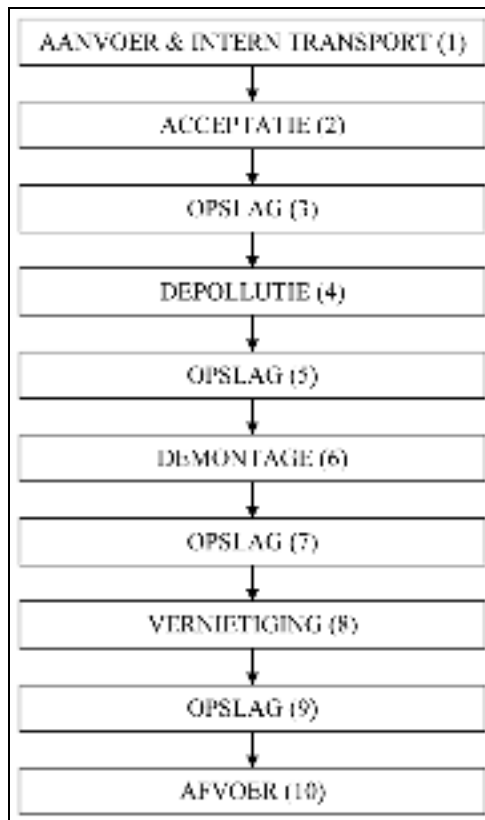 AANVOER & INTERN TRANSPORT (1)
ACCEPTATIE (2)
OPSLAG (3)
DEPOLLUTIE (4)
OPSLAG (5)
DEMONTAGE (6)
OPSLAG (7)
VERNIETIGING (8)
OPSLAG (9)
AFVOER (10)